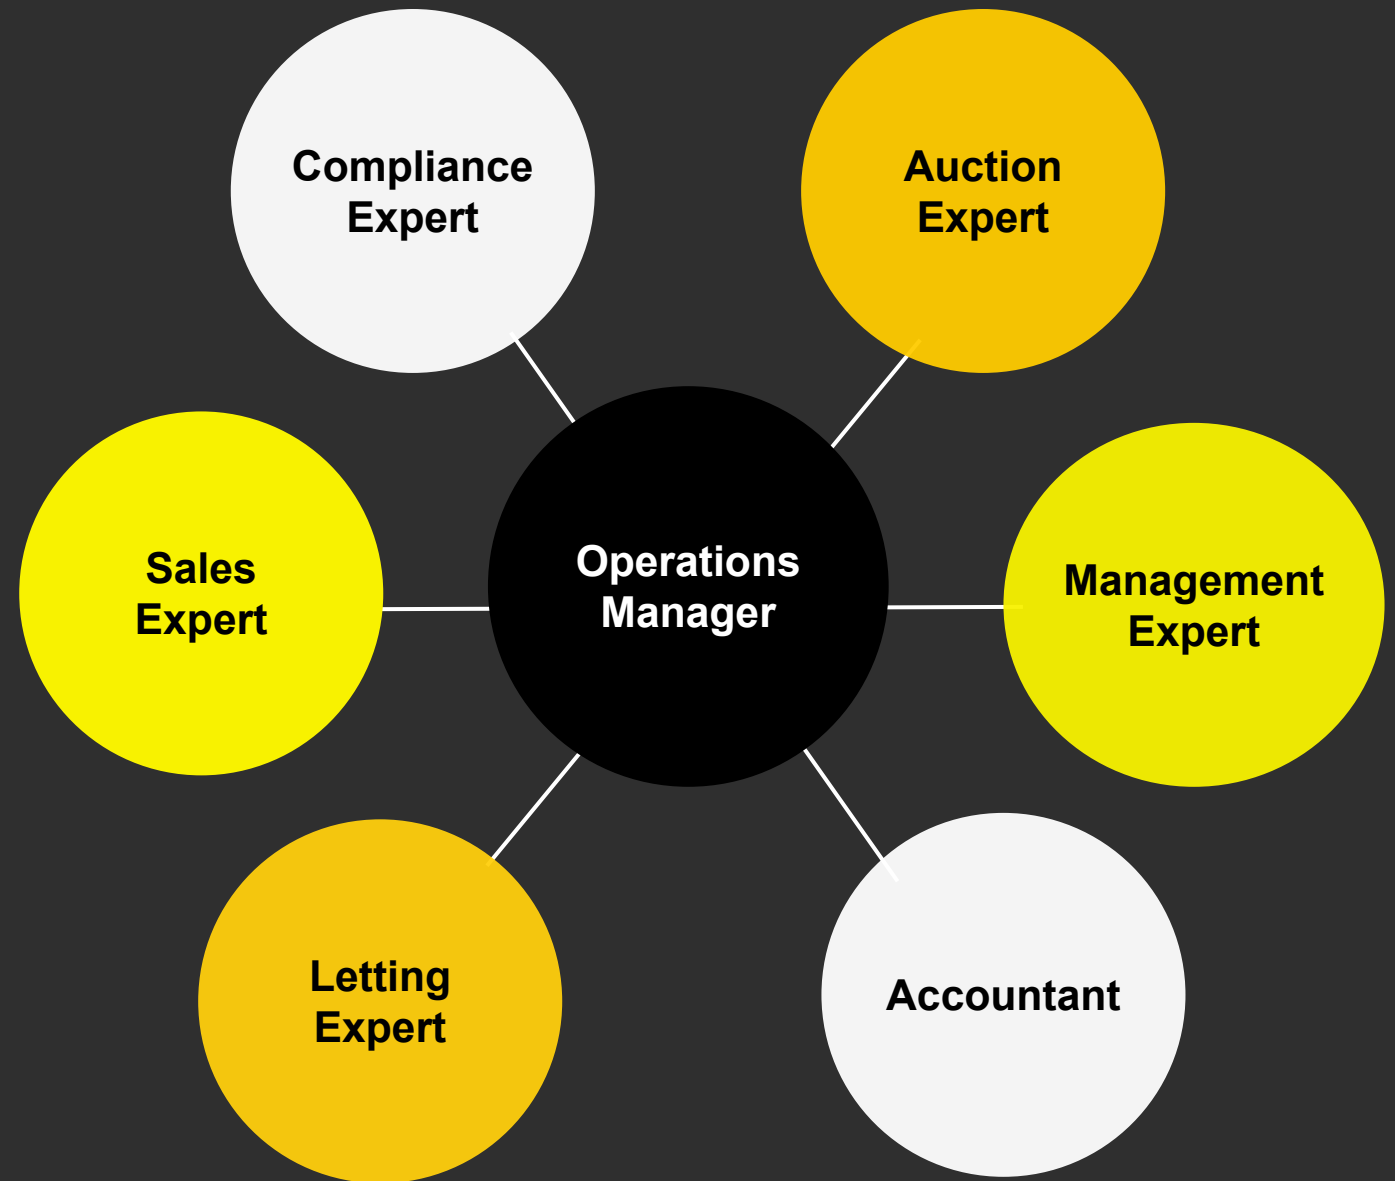 Compliance
Expert
Auction
Expert
Sales
Expert
Operations
Manager
Management
Expert
Letting
Expert
Accountant